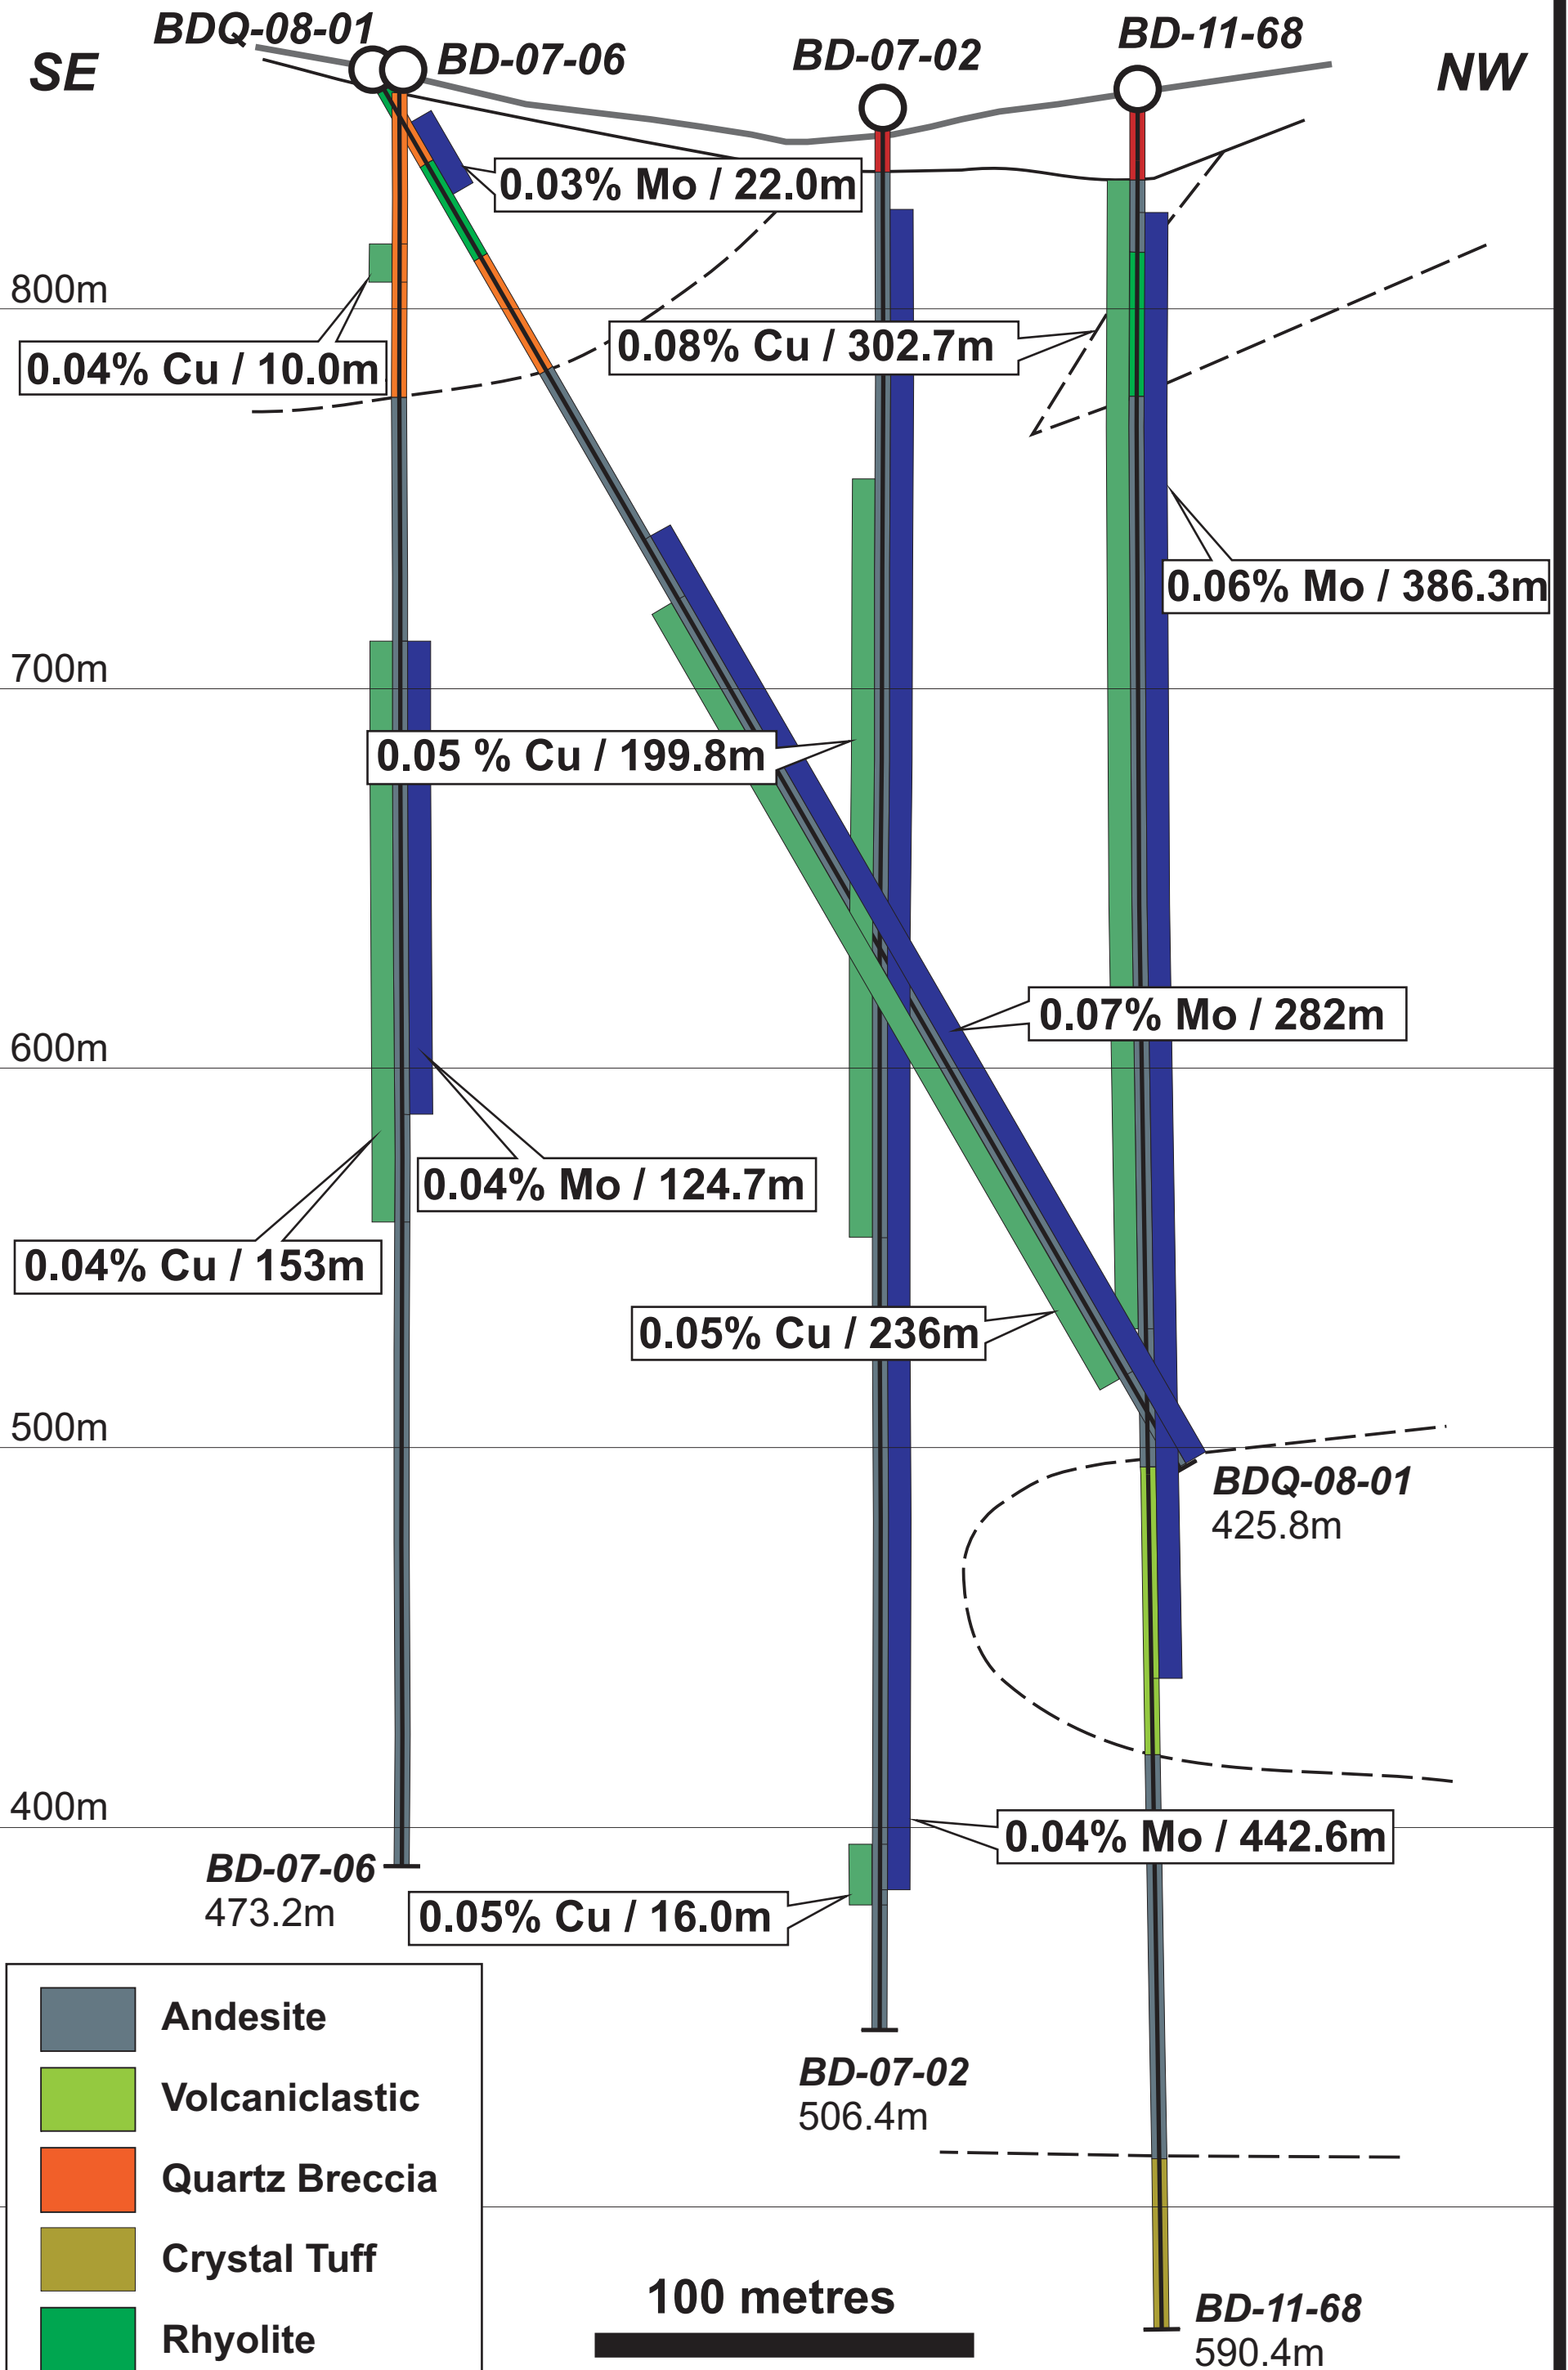 BDQ-08-01
BD-07-06
BD-07-02
BD-11-68
SE
NW
0.03% Mo / 22.0m
800m
0.04% Cu / 10.0m
0.08% Cu / 302.7m
0.06% Mo / 386.3m
700m
0.05 % Cu / 199.8m
0.07% Mo / 282m
600m
0.04% Mo / 124.7m
0.04% Cu / 153m
0.05% Cu / 236m
500m
BDQ-08-01
425.8m
400m
0.04% Mo / 442.6m
BD-07-06
473.2m
0.05% Cu / 16.0m
BD-07-02
506.4m
Andesite
Volcaniclastic
Quartz Breccia
Crystal Tuff
Rhyolite
100 metres
BD-11-68
590.4m